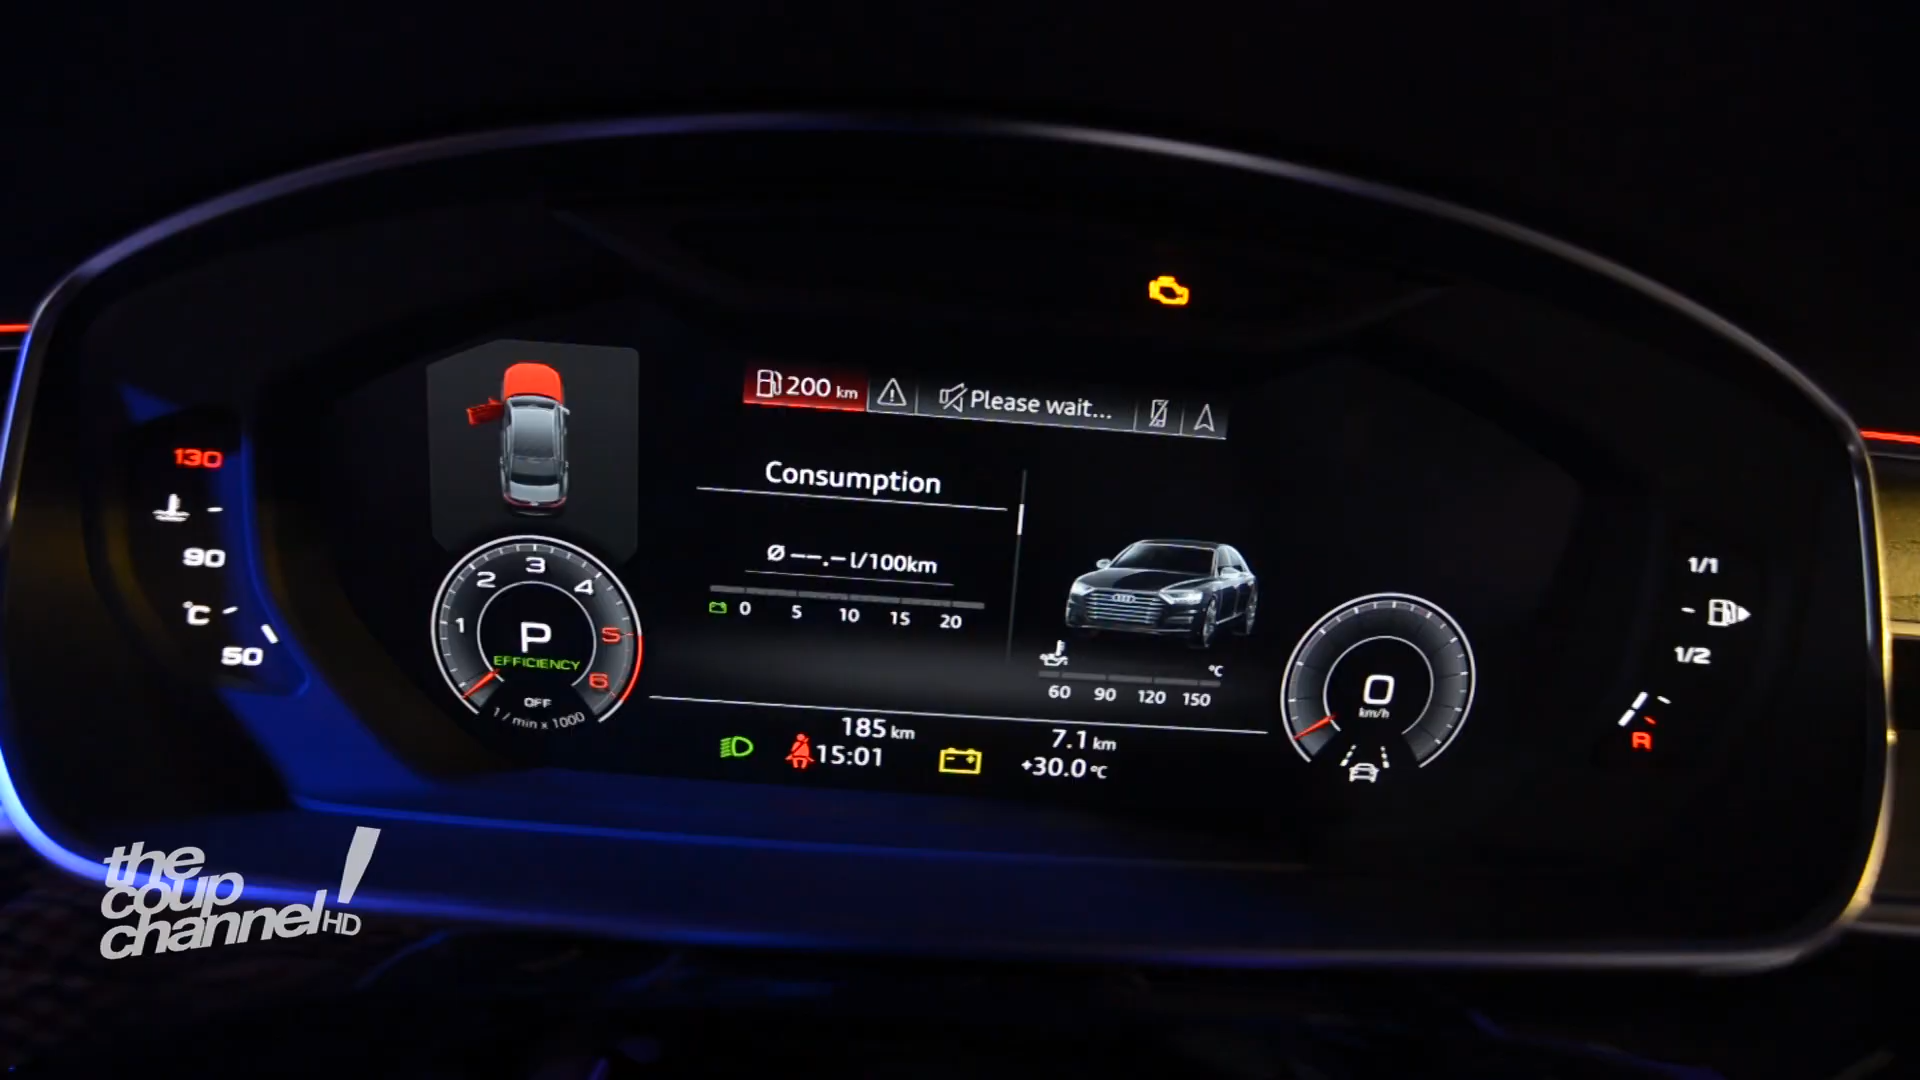 200 km
Please wait...
Consumption
Ø --.- l/100km
0 5 10 15 20
°C
60 90 120 150
130
90
°C
50
1 2 3 4 5 6
P
EFFICIENCY
OFF
1 / min x 1000
0
km/h
1/1
1/2
R
185 km
7.1 km
15:01
+30.0 °C
the
coup
channel!
HD